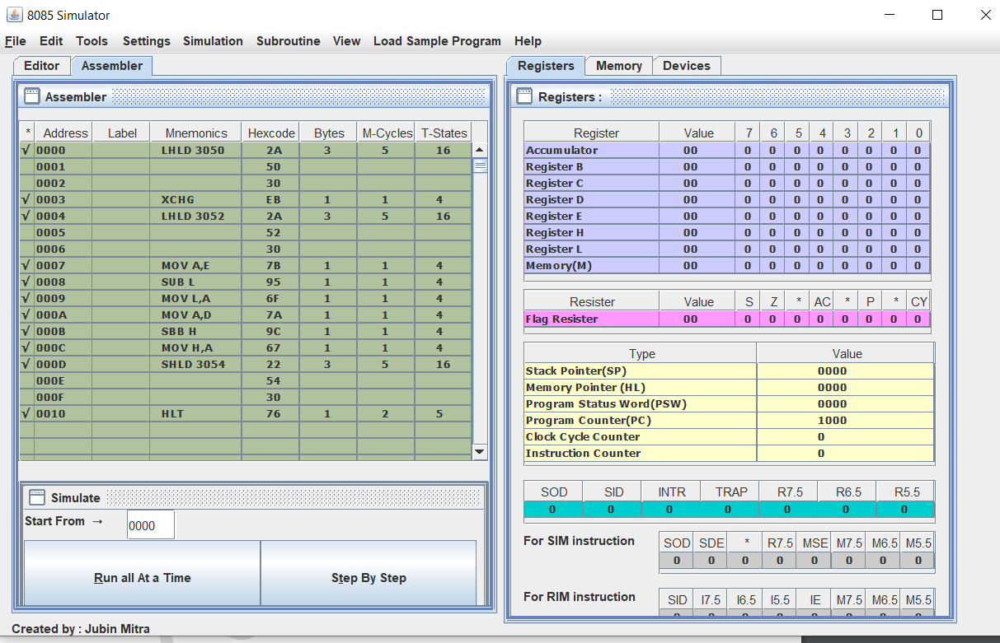 8085 Simulator
File Edit Tools Settings Simulation Subroutine View Load Sample Program Help
Editor Assembler
Assembler
* Address Label Mnemonics Hexcode Bytes M-Cycles T-States
√ 0000 LHLD 3050 2A 3 5 16
0001 50
0002 30
√ 0003 XCHG EB 1 1 4
√ 0004 LHLD 3052 2A 3 5 16
0005 52
0006 30
√ 0007 MOV A,E 7B 1 1 4
√ 0008 SUB L 95 1 1 4
√ 0009 MOV L,A 6F 1 1 4
√ 000A MOV A,D 7A 1 1 4
√ 000B SBB H 9C 1 1 4
√ 000C MOV H,A 67 1 1 4
√ 000D SHLD 3054 22 3 5 16
000E 54
000F 30
√ 0010 HLT 76 1 2 5
Simulate
Start From → 0000
Run all At a Time Step By Step
Created by : Jubin Mitra
Registers Memory Devices
Registers :
Register Value 7 6 5 4 3 2 1 0
Accumulator 00 0 0 0 0 0 0 0 0
Register B 00 0 0 0 0 0 0 0 0
Register C 00 0 0 0 0 0 0 0 0
Register D 00 0 0 0 0 0 0 0 0
Register E 00 0 0 0 0 0 0 0 0
Register H 00 0 0 0 0 0 0 0 0
Register L 00 0 0 0 0 0 0 0 0
Memory(M) 00 0 0 0 0 0 0 0 0
Resister Value S Z * AC * P * CY
Flag Resister 00 0 0 0 0 0 0 0 0
Type Value
Stack Pointer(SP) 0000
Memory Pointer (HL) 0000
Program Status Word(PSW) 0000
Program Counter(PC) 1000
Clock Cycle Counter 0
Instruction Counter 0
SOD SID INTR TRAP R7.5 R6.5 R5.5
0 0 0 0 0 0 0
For SIM instruction
SOD SDE * R7.5 MSE M7.5 M6.5 M5.5
0 0 0 0 0 0 0 0
For RIM instruction
SID I7.5 I6.5 I5.5 IE M7.5 M6.5 M5.5